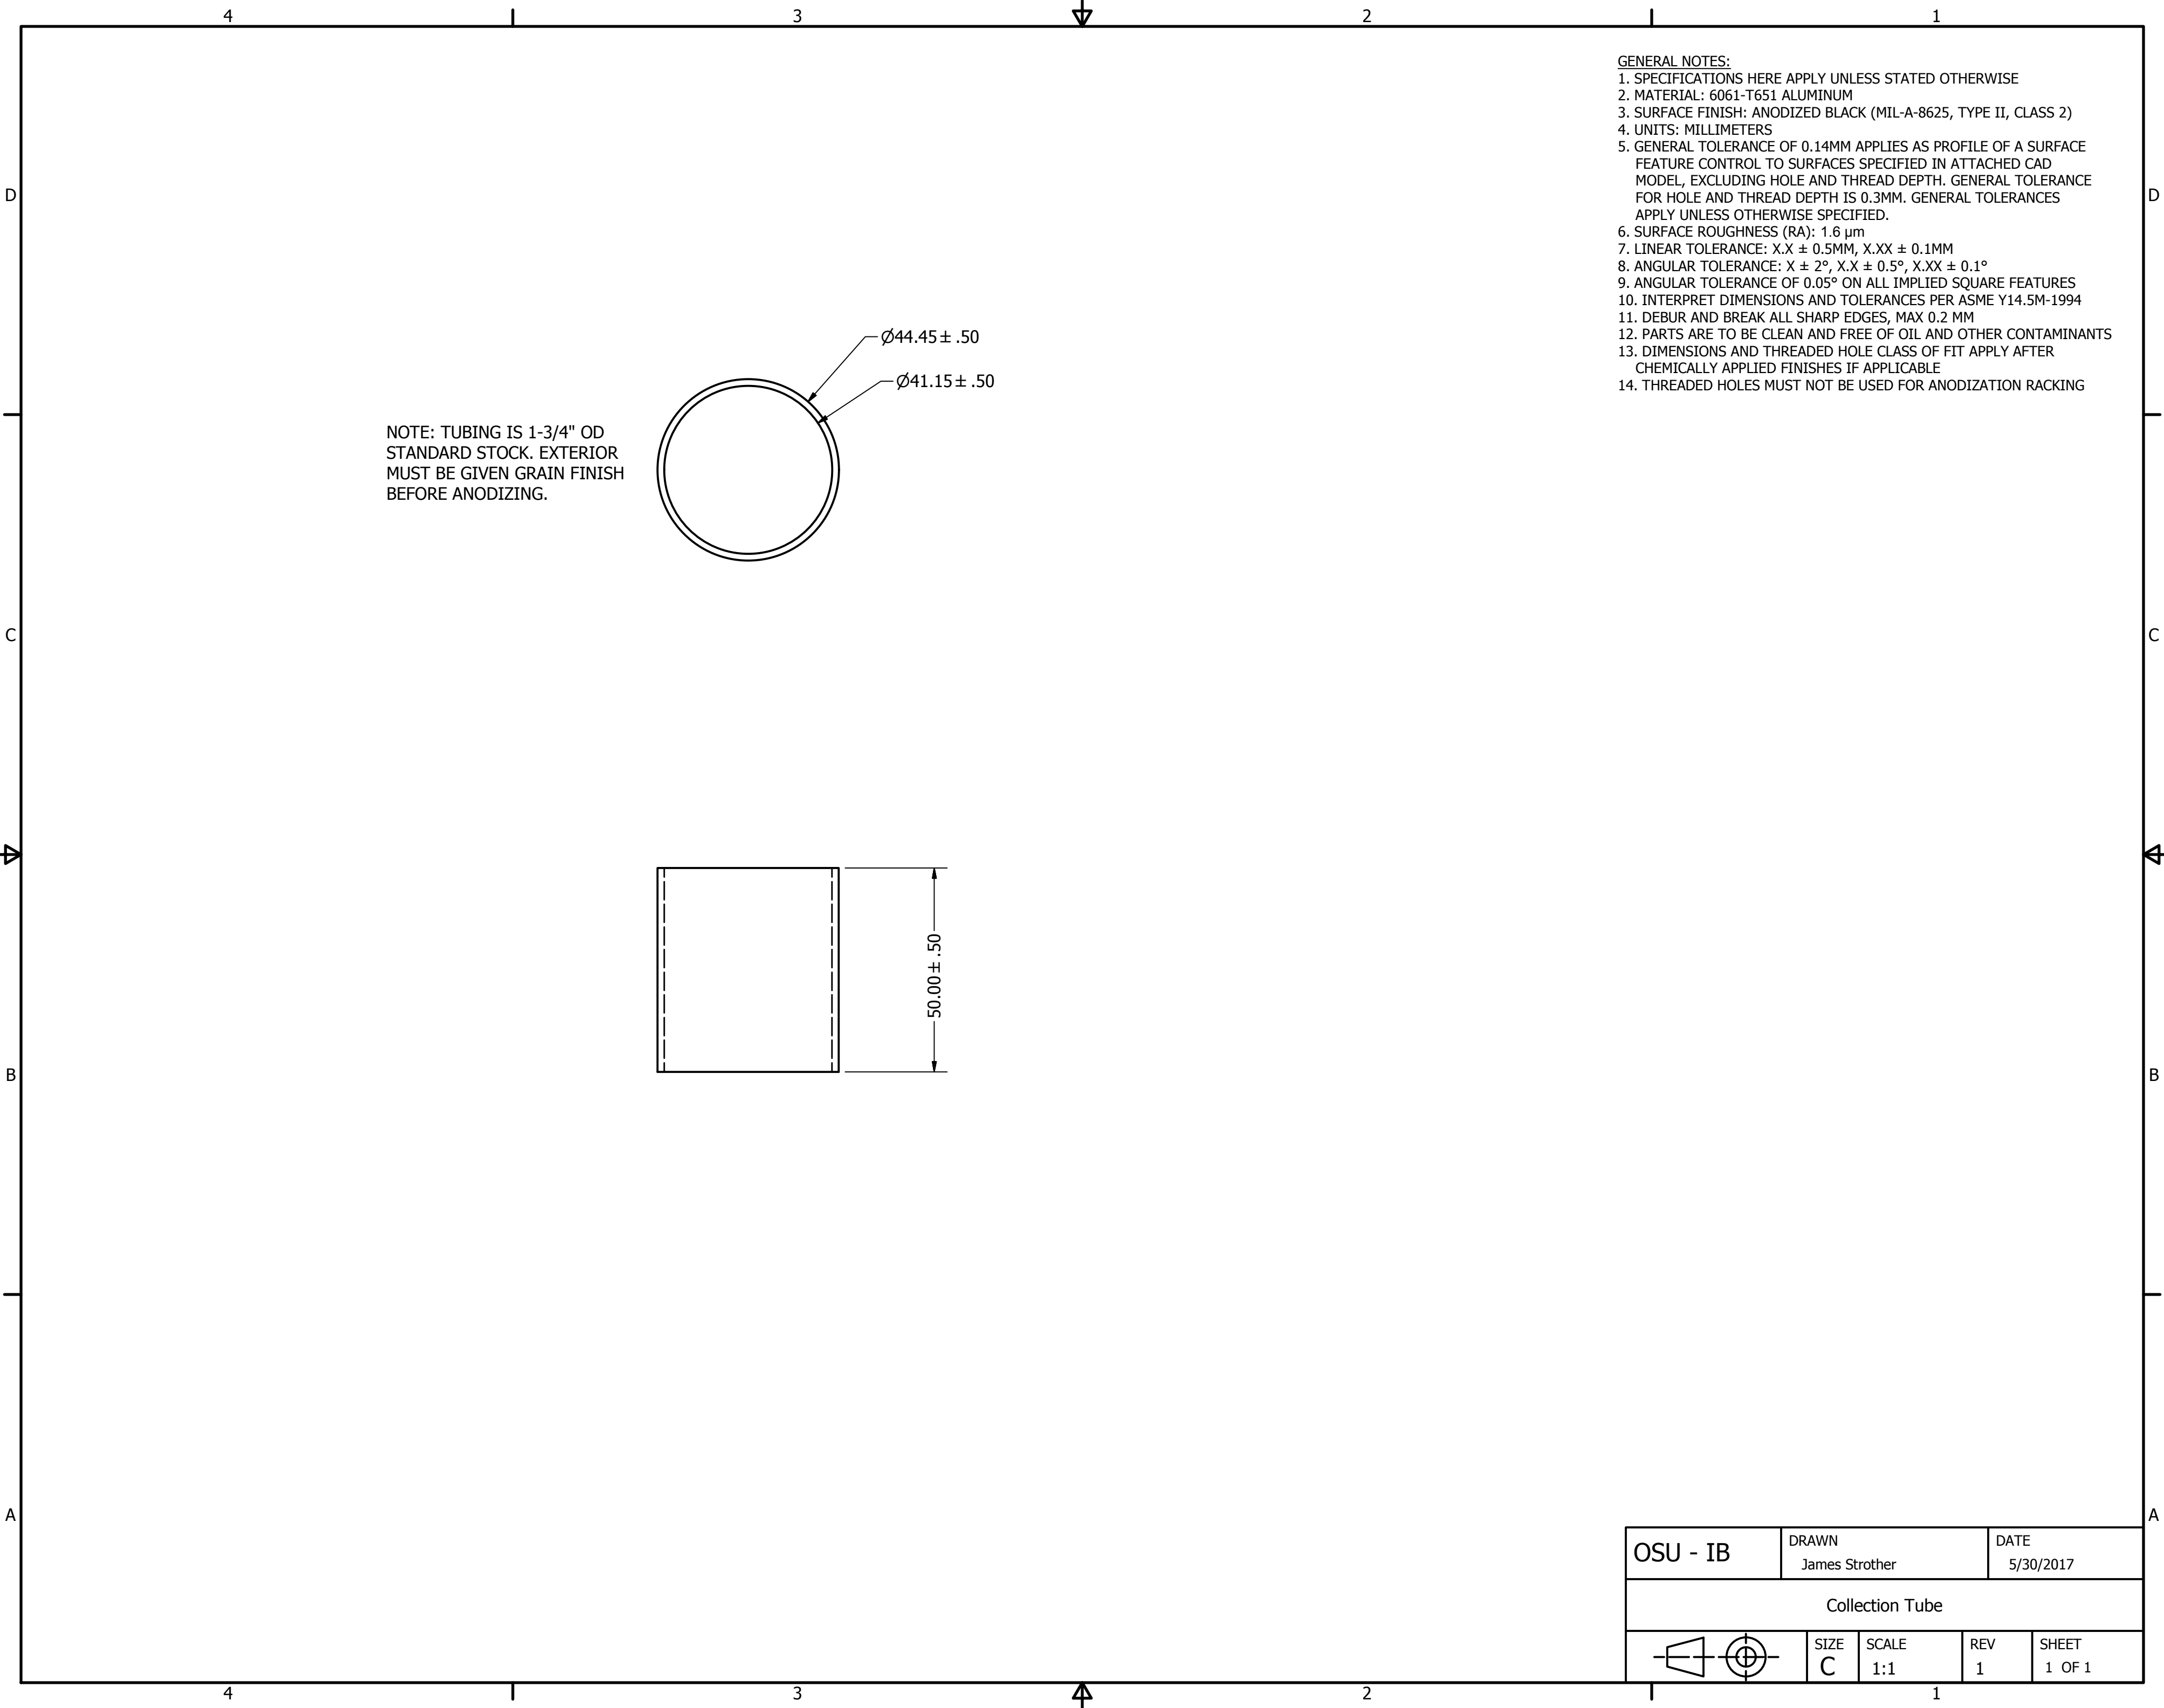 4 3 2 1
GENERAL NOTES:
1. SPECIFICATIONS HERE APPLY UNLESS STATED OTHERWISE
2. MATERIAL: 6061-T651 ALUMINUM
3. SURFACE FINISH: ANODIZED BLACK (MIL-A-8625, TYPE II, CLASS 2)
4. UNITS: MILLIMETERS
5. GENERAL TOLERANCE OF 0.14MM APPLIES AS PROFILE OF A SURFACE
FEATURE CONTROL TO SURFACES SPECIFIED IN ATTACHED CAD
MODEL, EXCLUDING HOLE AND THREAD DEPTH. GENERAL TOLERANCE
FOR HOLE AND THREAD DEPTH IS 0.3MM. GENERAL TOLERANCES
APPLY UNLESS OTHERWISE SPECIFIED.
6. SURFACE ROUGHNESS (RA): 1.6 µm
7. LINEAR TOLERANCE: X.X ± 0.5MM, X.XX ± 0.1MM
8. ANGULAR TOLERANCE: X ± 2°, X.X ± 0.5°, X.XX ± 0.1°
9. ANGULAR TOLERANCE OF 0.05° ON ALL IMPLIED SQUARE FEATURES
10. INTERPRET DIMENSIONS AND TOLERANCES PER ASME Y14.5M-1994
11. DEBUR AND BREAK ALL SHARP EDGES, MAX 0.2 MM
12. PARTS ARE TO BE CLEAN AND FREE OF OIL AND OTHER CONTAMINANTS
13. DIMENSIONS AND THREADED HOLE CLASS OF FIT APPLY AFTER
CHEMICALLY APPLIED FINISHES IF APPLICABLE
14. THREADED HOLES MUST NOT BE USED FOR ANODIZATION RACKING
D D
Ø44.45± .50
Ø41.15± .50
NOTE: TUBING IS 1-3/4" OD
STANDARD STOCK. EXTERIOR
MUST BE GIVEN GRAIN FINISH
BEFORE ANODIZING.
C C
50.00± .50
B B
A A
OSU - IB
DRAWN
James Strother
DATE
5/30/2017
Collection Tube
SIZE
C
SCALE
1:1
REV
1
SHEET
1 OF 1
4 3 2 1